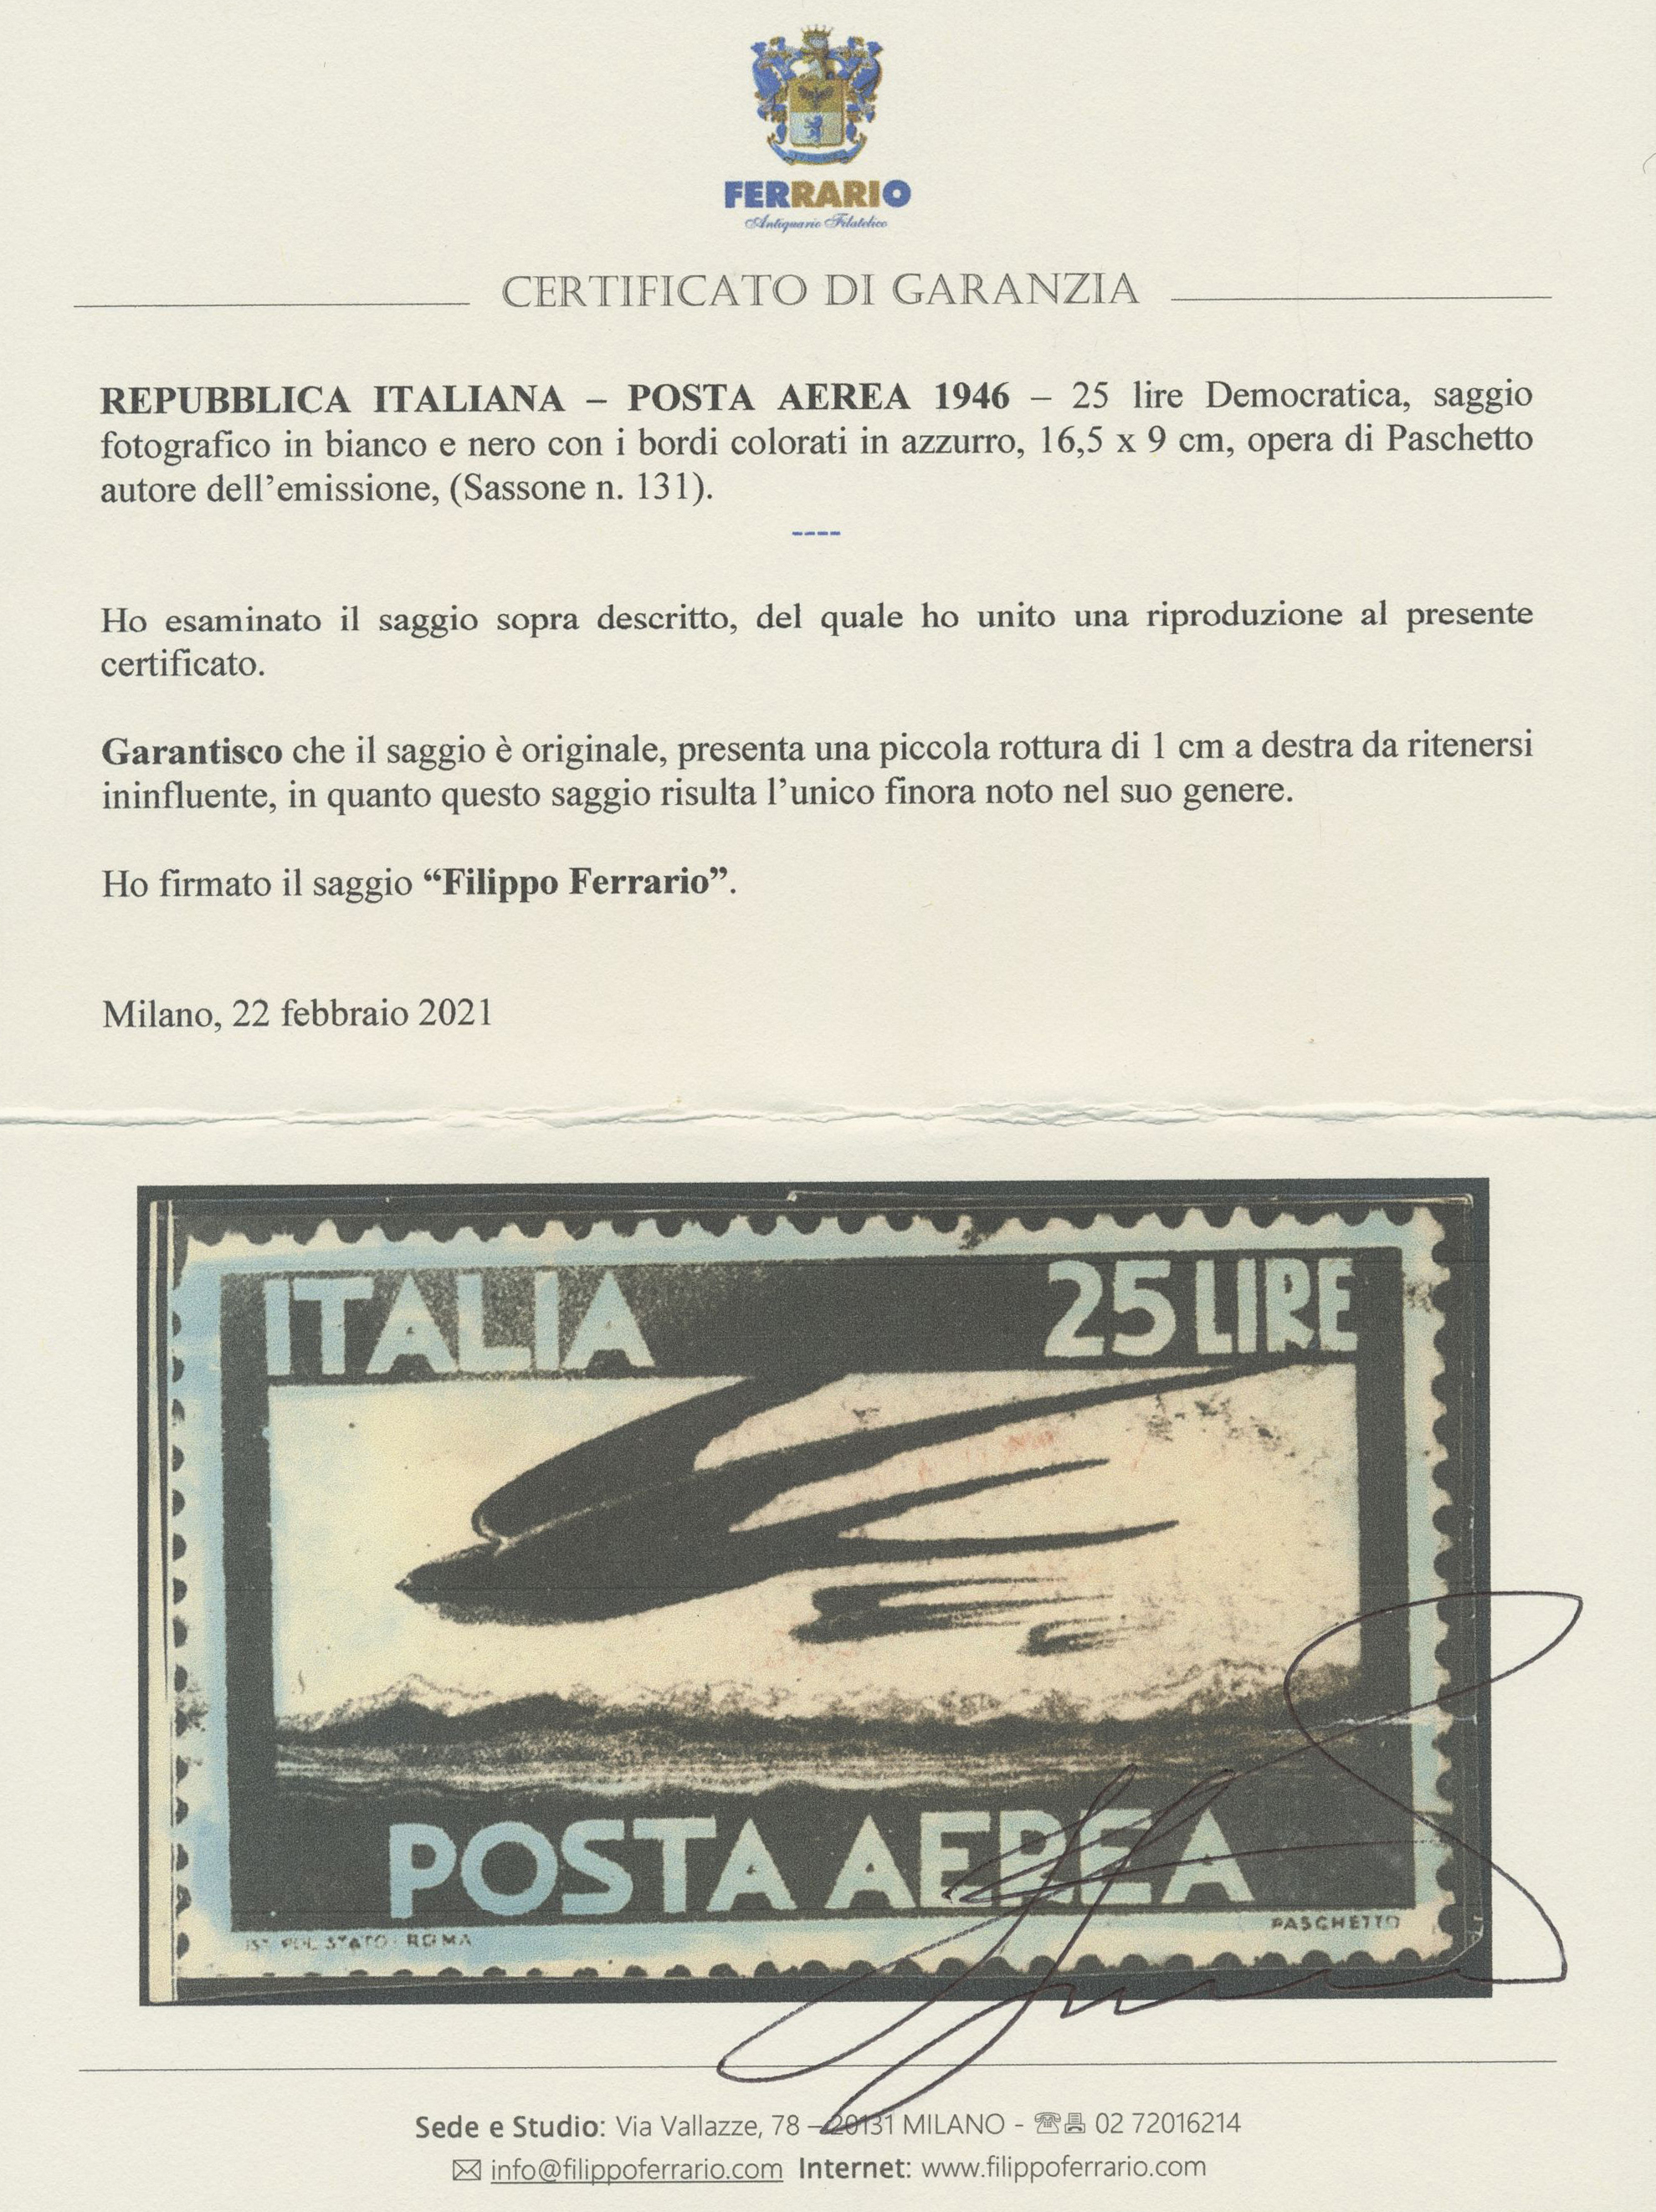 FERRARIO
Antiquario Filatelico
CERTIFICATO DI GARANZIA
REPUBBLICA ITALIANA – POSTA AEREA 1946 – 25 lire Democratica, saggio
fotografico in bianco e nero con i bordi colorati in azzurro, 16,5 x 9 cm, opera di Paschetto
autore dell’emissione, (Sassone n. 131).
----
Ho esaminato il saggio sopra descritto, del quale ho unito una riproduzione al presente
certificato.
Garantisco che il saggio è originale, presenta una piccola rottura di 1 cm a destra da ritenersi
ininfluente, in quanto questo saggio risulta l’unico finora noto nel suo genere.
Ho firmato il saggio “Filippo Ferrario”.
Milano, 22 febbraio 2021
ITALIA 25 LIRE
POSTA AEREA
IST. POL. STATO · ROMA PASCHETTO
Sede e Studio: Via Vallazze, 78 – 20131 MILANO - 02 72016214
info@filippoferrario.com Internet: www.filippoferrario.com